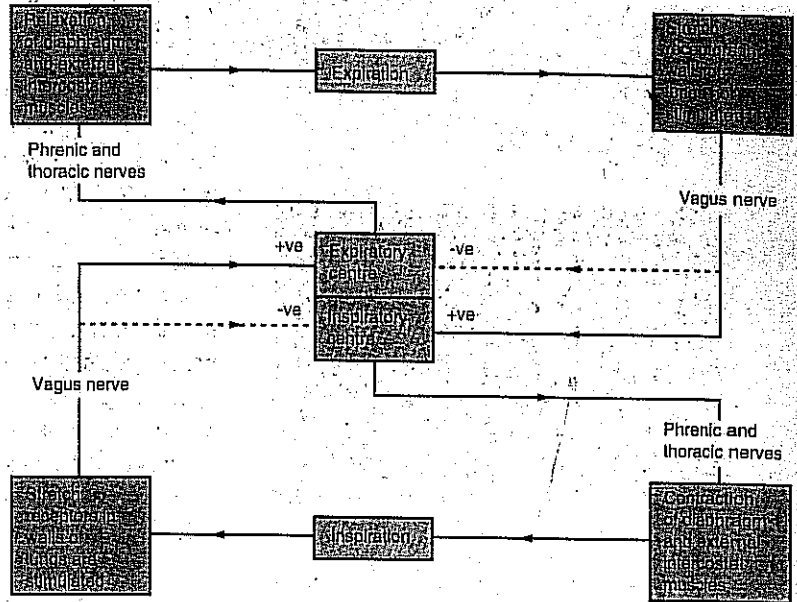 Relaxation
of diaphragm
and external
intercostal
muscles
Expiration
Stretch
receptors in
walls of
lungs not
stimulated
Phrenic and
thoracic nerves
Vagus nerve
+ve
Expiratory
centre
-ve
-ve
Inspiratory
centre
+ve
Vagus nerve
Phrenic and
thoracic nerves
Stretch
receptors in
walls of
lungs are
stimulated
Inspiration
Contraction
of diaphragm
and external
intercostal
muscles